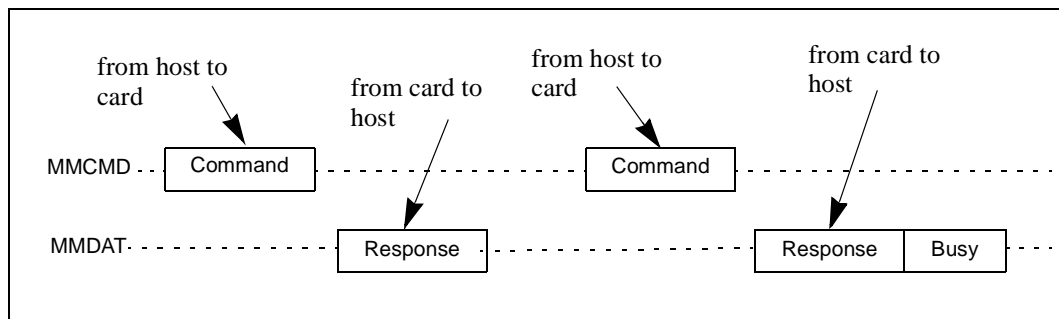 from host to
card
from card to
host
from host to
card
from card to
host
MMCMD
Command
Command
MMDAT
Response
Response
Busy